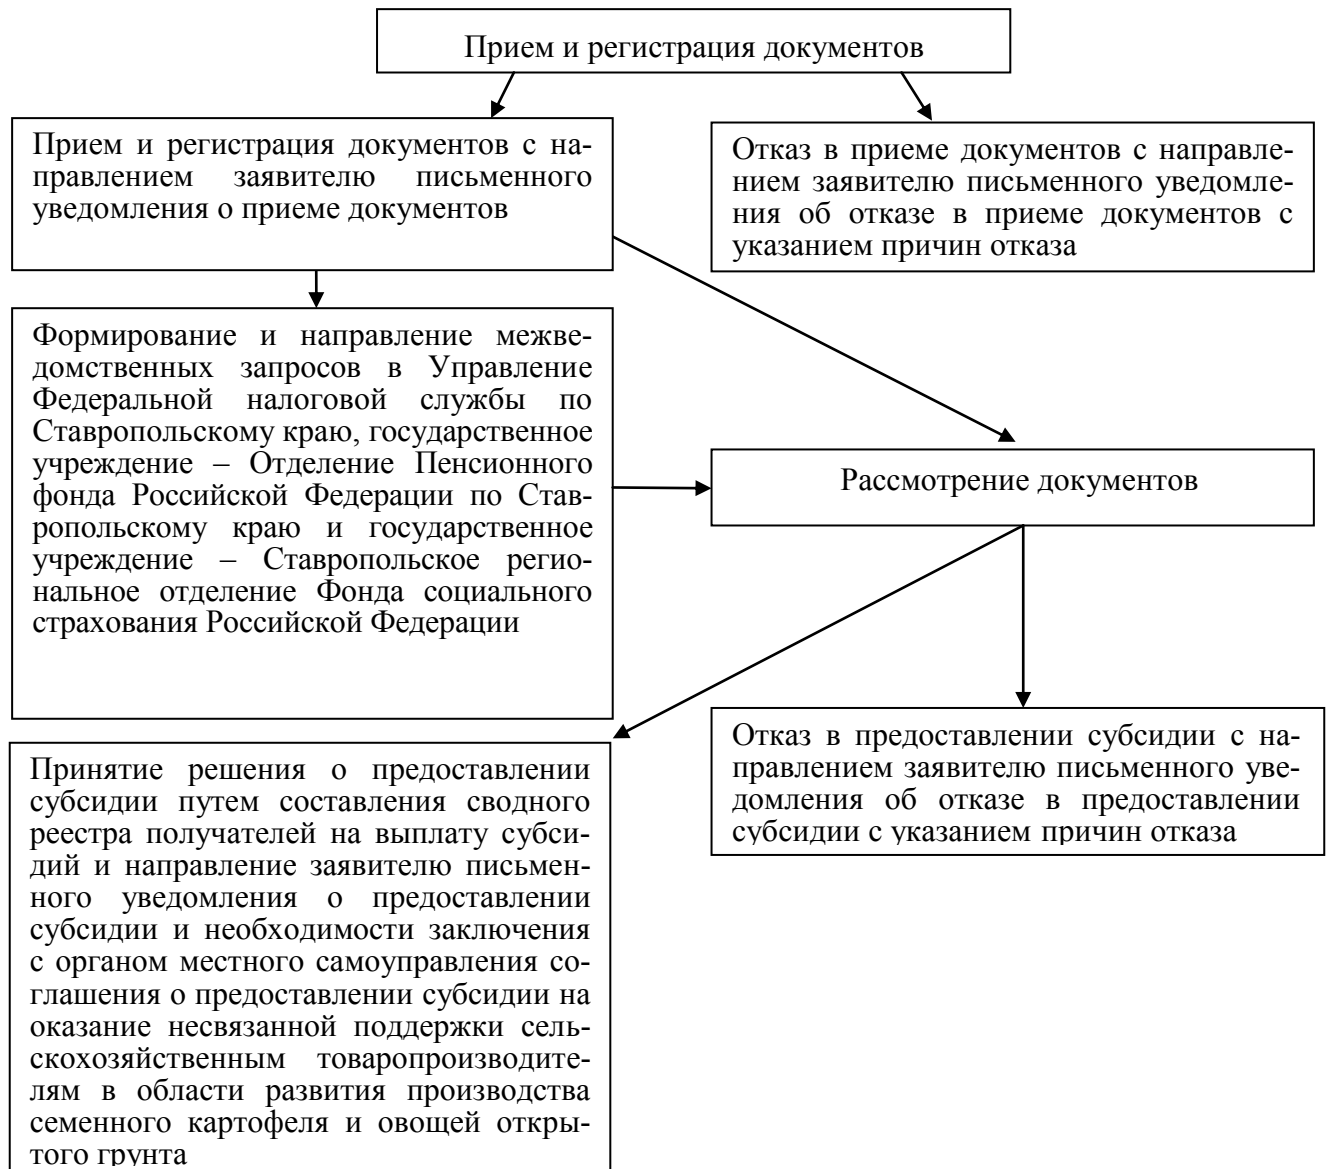 Прием и регистрация документов
Прием и регистрация документов с на-
правлением заявителю письменного
уведомления о приеме документов
Отказ в приеме документов с направле-
нием заявителю письменного уведомле-
ния об отказе в приеме документов с
указанием причин отказа
Формирование и направление межве-
домственных запросов в Управление
Федеральной налоговой службы по
Ставропольскому краю, государственное
учреждение – Отделение Пенсионного
фонда Российской Федерации по Став-
ропольскому краю и государственное
учреждение – Ставропольское регио-
нальное отделение Фонда социального
страхования Российской Федерации
Рассмотрение документов
Принятие решения о предоставлении
субсидии путем составления сводного
реестра получателей на выплату субси-
дий и направление заявителю письмен-
ного уведомления о предоставлении
субсидии и необходимости заключения
с органом местного самоуправления со-
глашения о предоставлении субсидии на
оказание несвязанной поддержки сель-
скохозяйственным товаропроизводите-
лям в области развития производства
семенного картофеля и овощей откры-
того грунта
Отказ в предоставлении субсидии с на-
правлением заявителю письменного уве-
домления об отказе в предоставлении
субсидии с указанием причин отказа